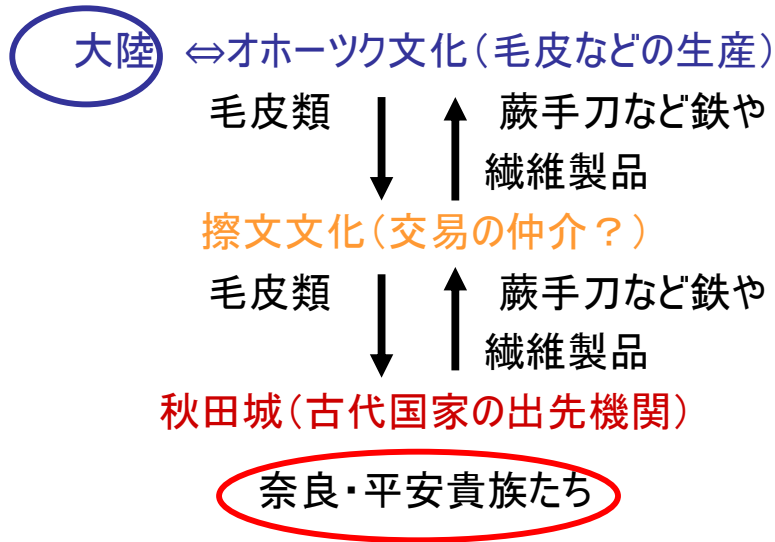 大陸 ⇔オホーツク文化(毛皮などの生産)
毛皮類 蕨手刀など鉄や
繊維製品
擦文文化(交易の仲介?)
毛皮類 蕨手刀など鉄や
繊維製品
秋田城(古代国家の出先機関)
奈良・平安貴族たち